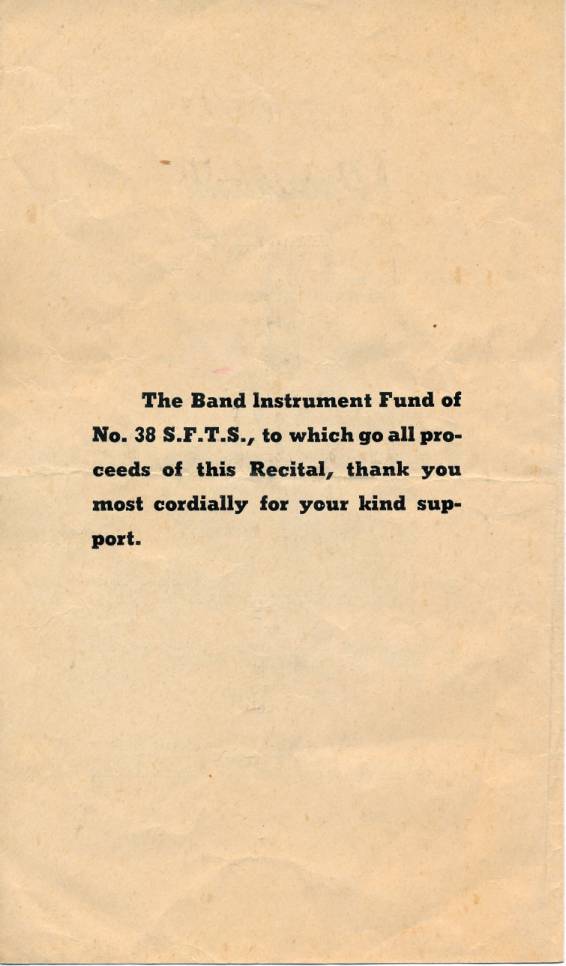 The Band Instrument Fund of
No. 38 S.F.T.S., to which go all pro-
ceeds of this Recital, thank you
most cordially for your kind sup-
port.